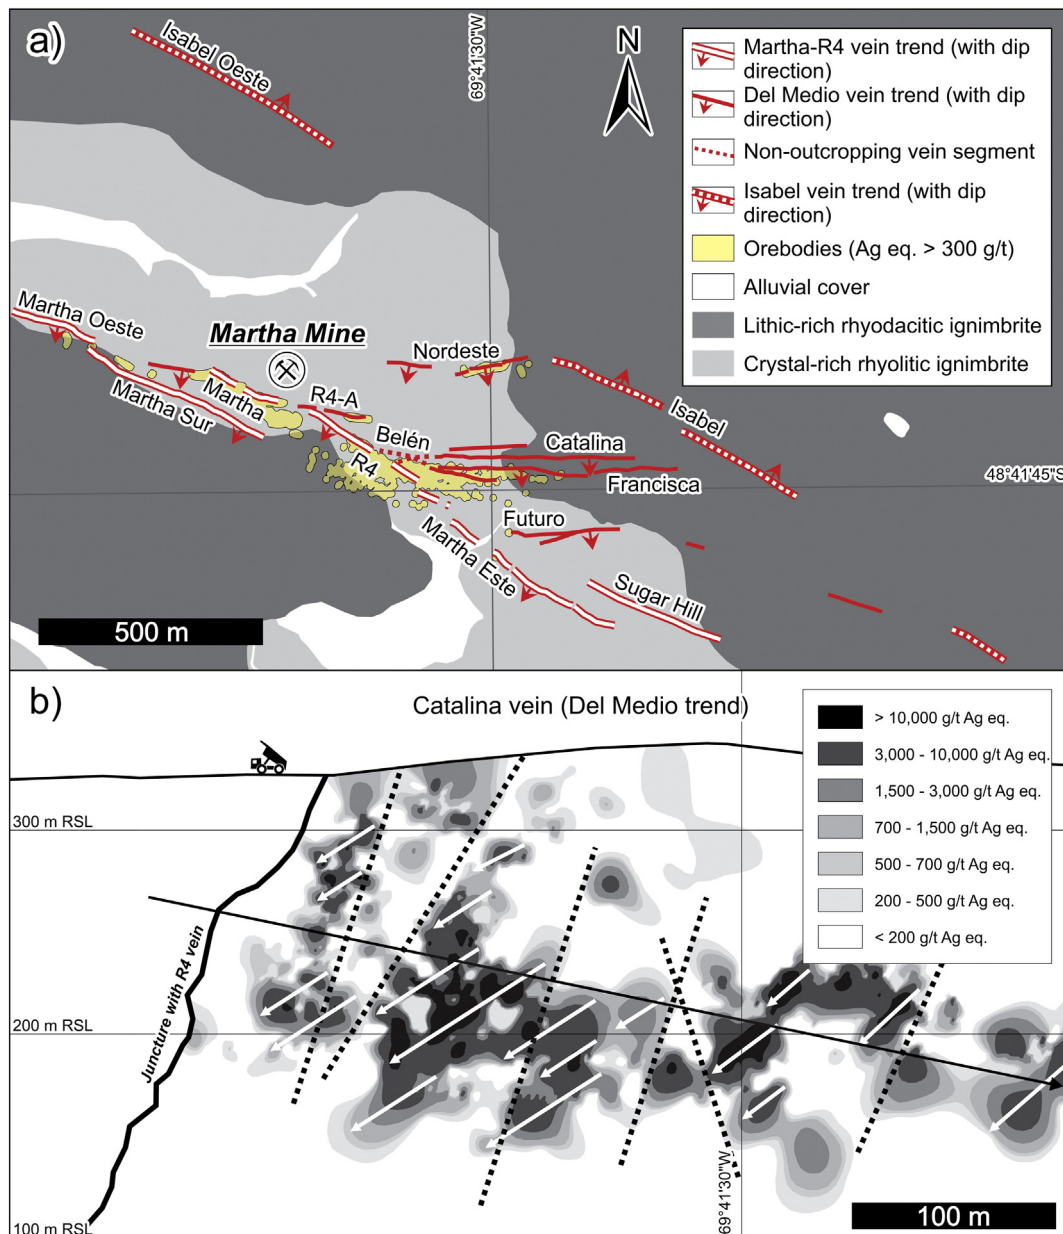 a)
Isabel Oeste
69°41'30"W
N
Martha-R4 vein trend (with dip
direction)
Del Medio vein trend (with dip
direction)
Non-outcropping vein segment
Isabel vein trend (with dip
direction)
Orebodies (Ag eq. > 300 g/t)
Alluvial cover
Lithic-rich rhyodacitic ignimbrite
Crystal-rich rhyolitic ignimbrite
Martha Oeste
Martha Mine
Nordeste
Martha
R4-A
Isabel
Martha Sur
Belén
Catalina
R4
Francisca
48°41'45"S
Futuro
Martha Este
Sugar Hill
500 m
b)
Catalina vein (Del Medio trend)
> 10,000 g/t Ag eq.
3,000 - 10,000 g/t Ag eq.
1,500 - 3,000 g/t Ag eq.
700 - 1,500 g/t Ag eq.
500 - 700 g/t Ag eq.
200 - 500 g/t Ag eq.
< 200 g/t Ag eq.
300 m RSL
Juncture with R4 vein
200 m RSL
69°41'30"W
100 m RSL
100 m